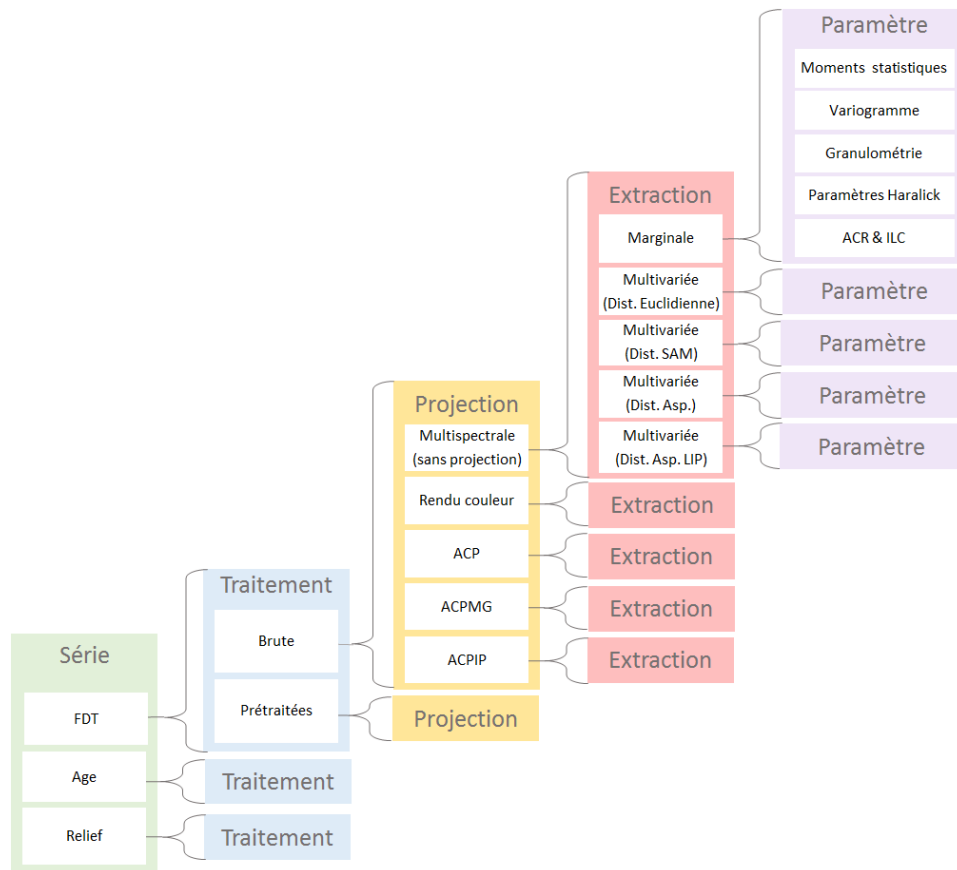 Série
FDT
Age
Relief
Traitement
Brute
Prétraitées
Traitement
Traitement
Projection
Multispectrale
(sans projection)
Rendu couleur
ACP
ACPMG
ACPIP
Projection
Extraction
Marginale
Multivariée
(Dist. Euclidienne)
Multivariée
(Dist. SAM)
Multivariée
(Dist. Asp.)
Multivariée
(Dist. Asp. LIP)
Extraction
Extraction
Extraction
Extraction
Paramètre
Moments statistiques
Variogramme
Granulométrie
Paramètres Haralick
ACR & ILC
Paramètre
Paramètre
Paramètre
Paramètre